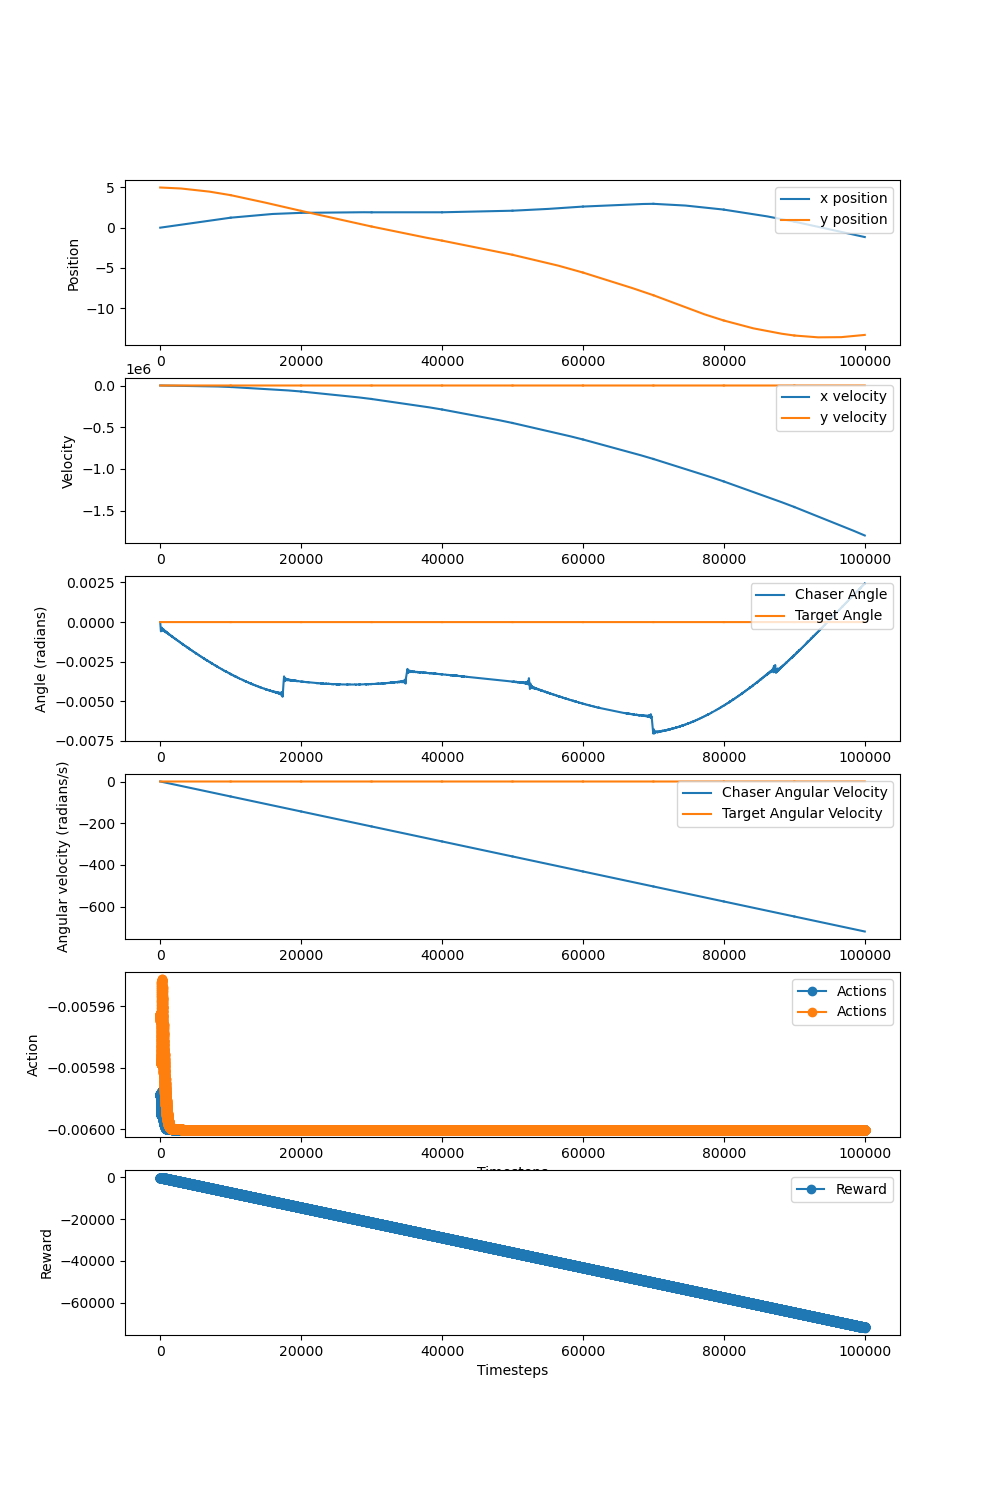 5
0
−5
−10
Position
x position
y position
0 20000 40000 60000 80000 100000
1e6
0.0
−0.5
−1.0
−1.5
Velocity
x velocity
y velocity
0 20000 40000 60000 80000 100000
0.0025
0.0000
−0.0025
−0.0050
−0.0075
Angle (radians)
Chaser Angle
Target Angle
0 20000 40000 60000 80000 100000
0
−200
−400
−600
Angular velocity (radians/s)
Chaser Angular Velocity
Target Angular Velocity
0 20000 40000 60000 80000 100000
−0.00596
−0.00598
−0.00600
Action
Actions
Actions
0 20000 40000 60000 80000 100000
Timesteps
0
−20000
−40000
−60000
Reward
Reward
0 20000 40000 60000 80000 100000
Timesteps